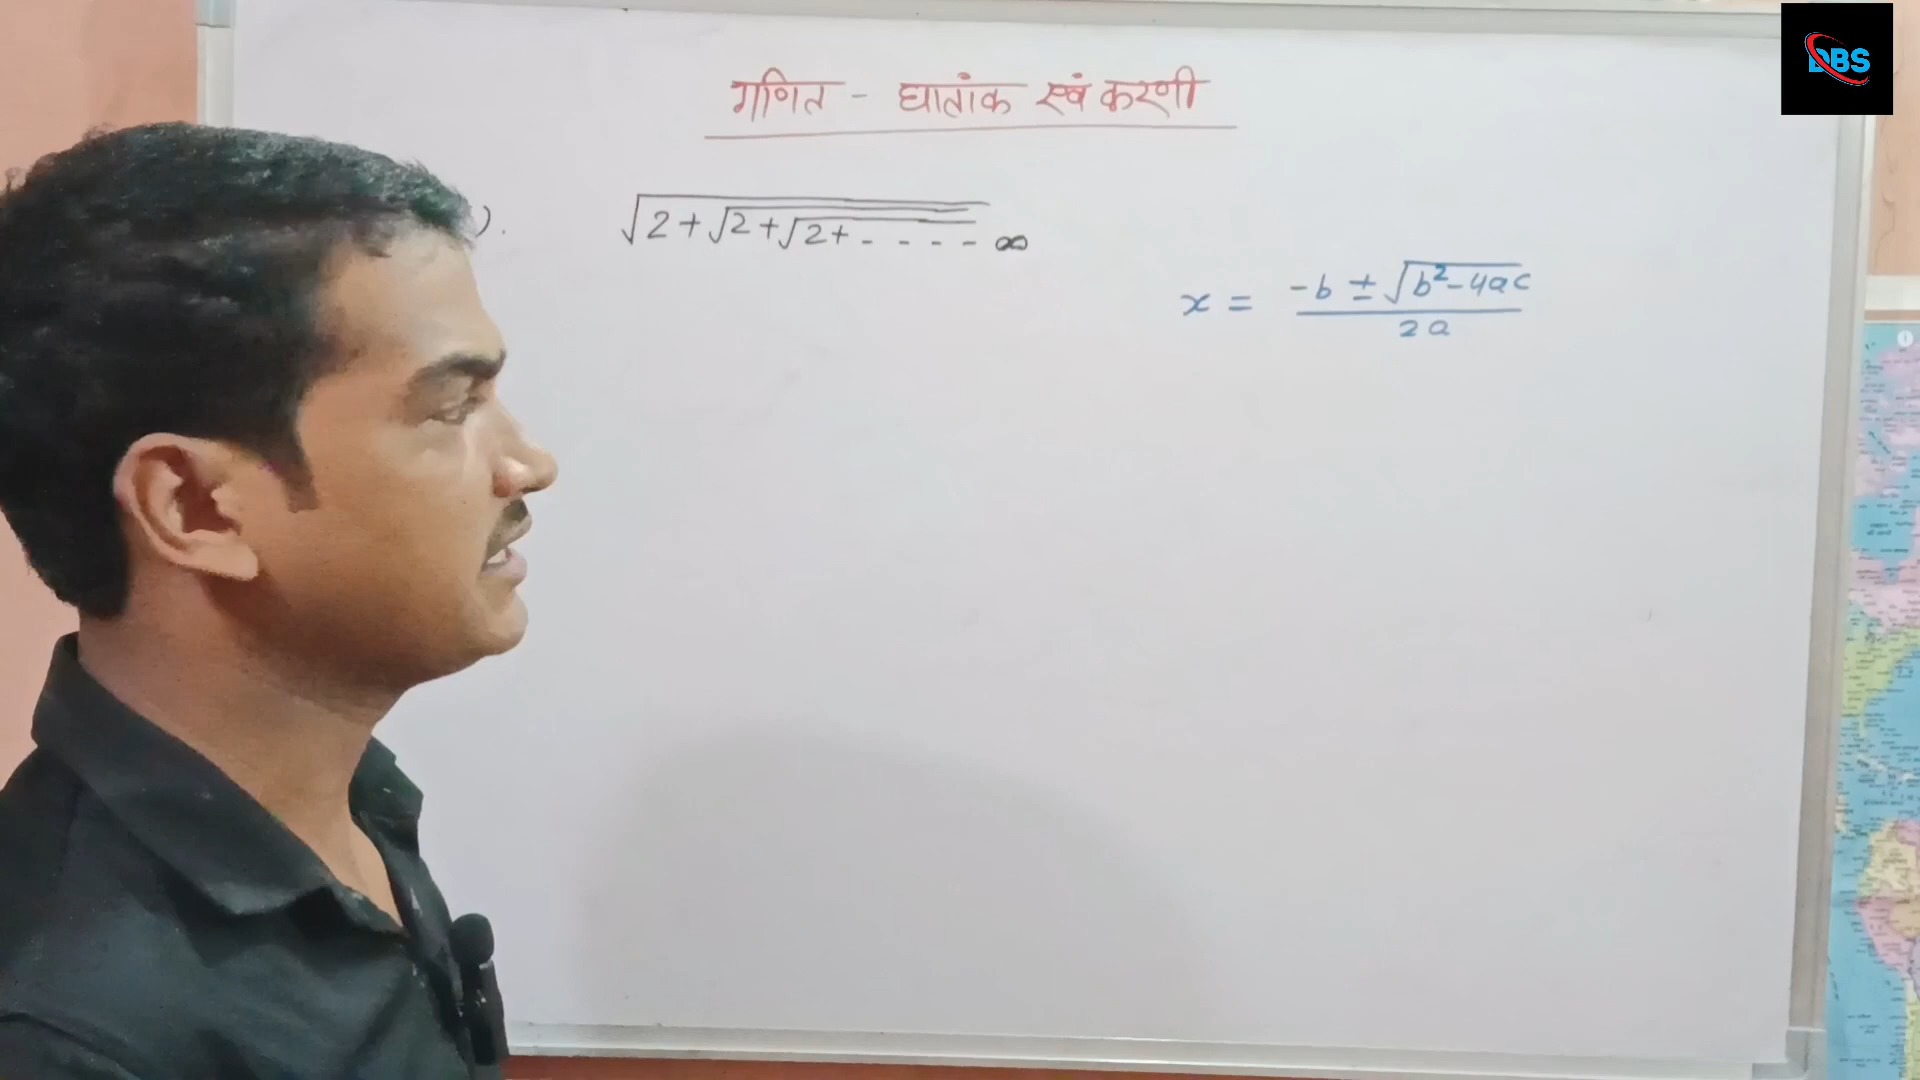 DBS
गणित - घातांक एवं करणी
). √2+√2+√2+ - - - - ∞
x = -b ± √b²-4ac
2a